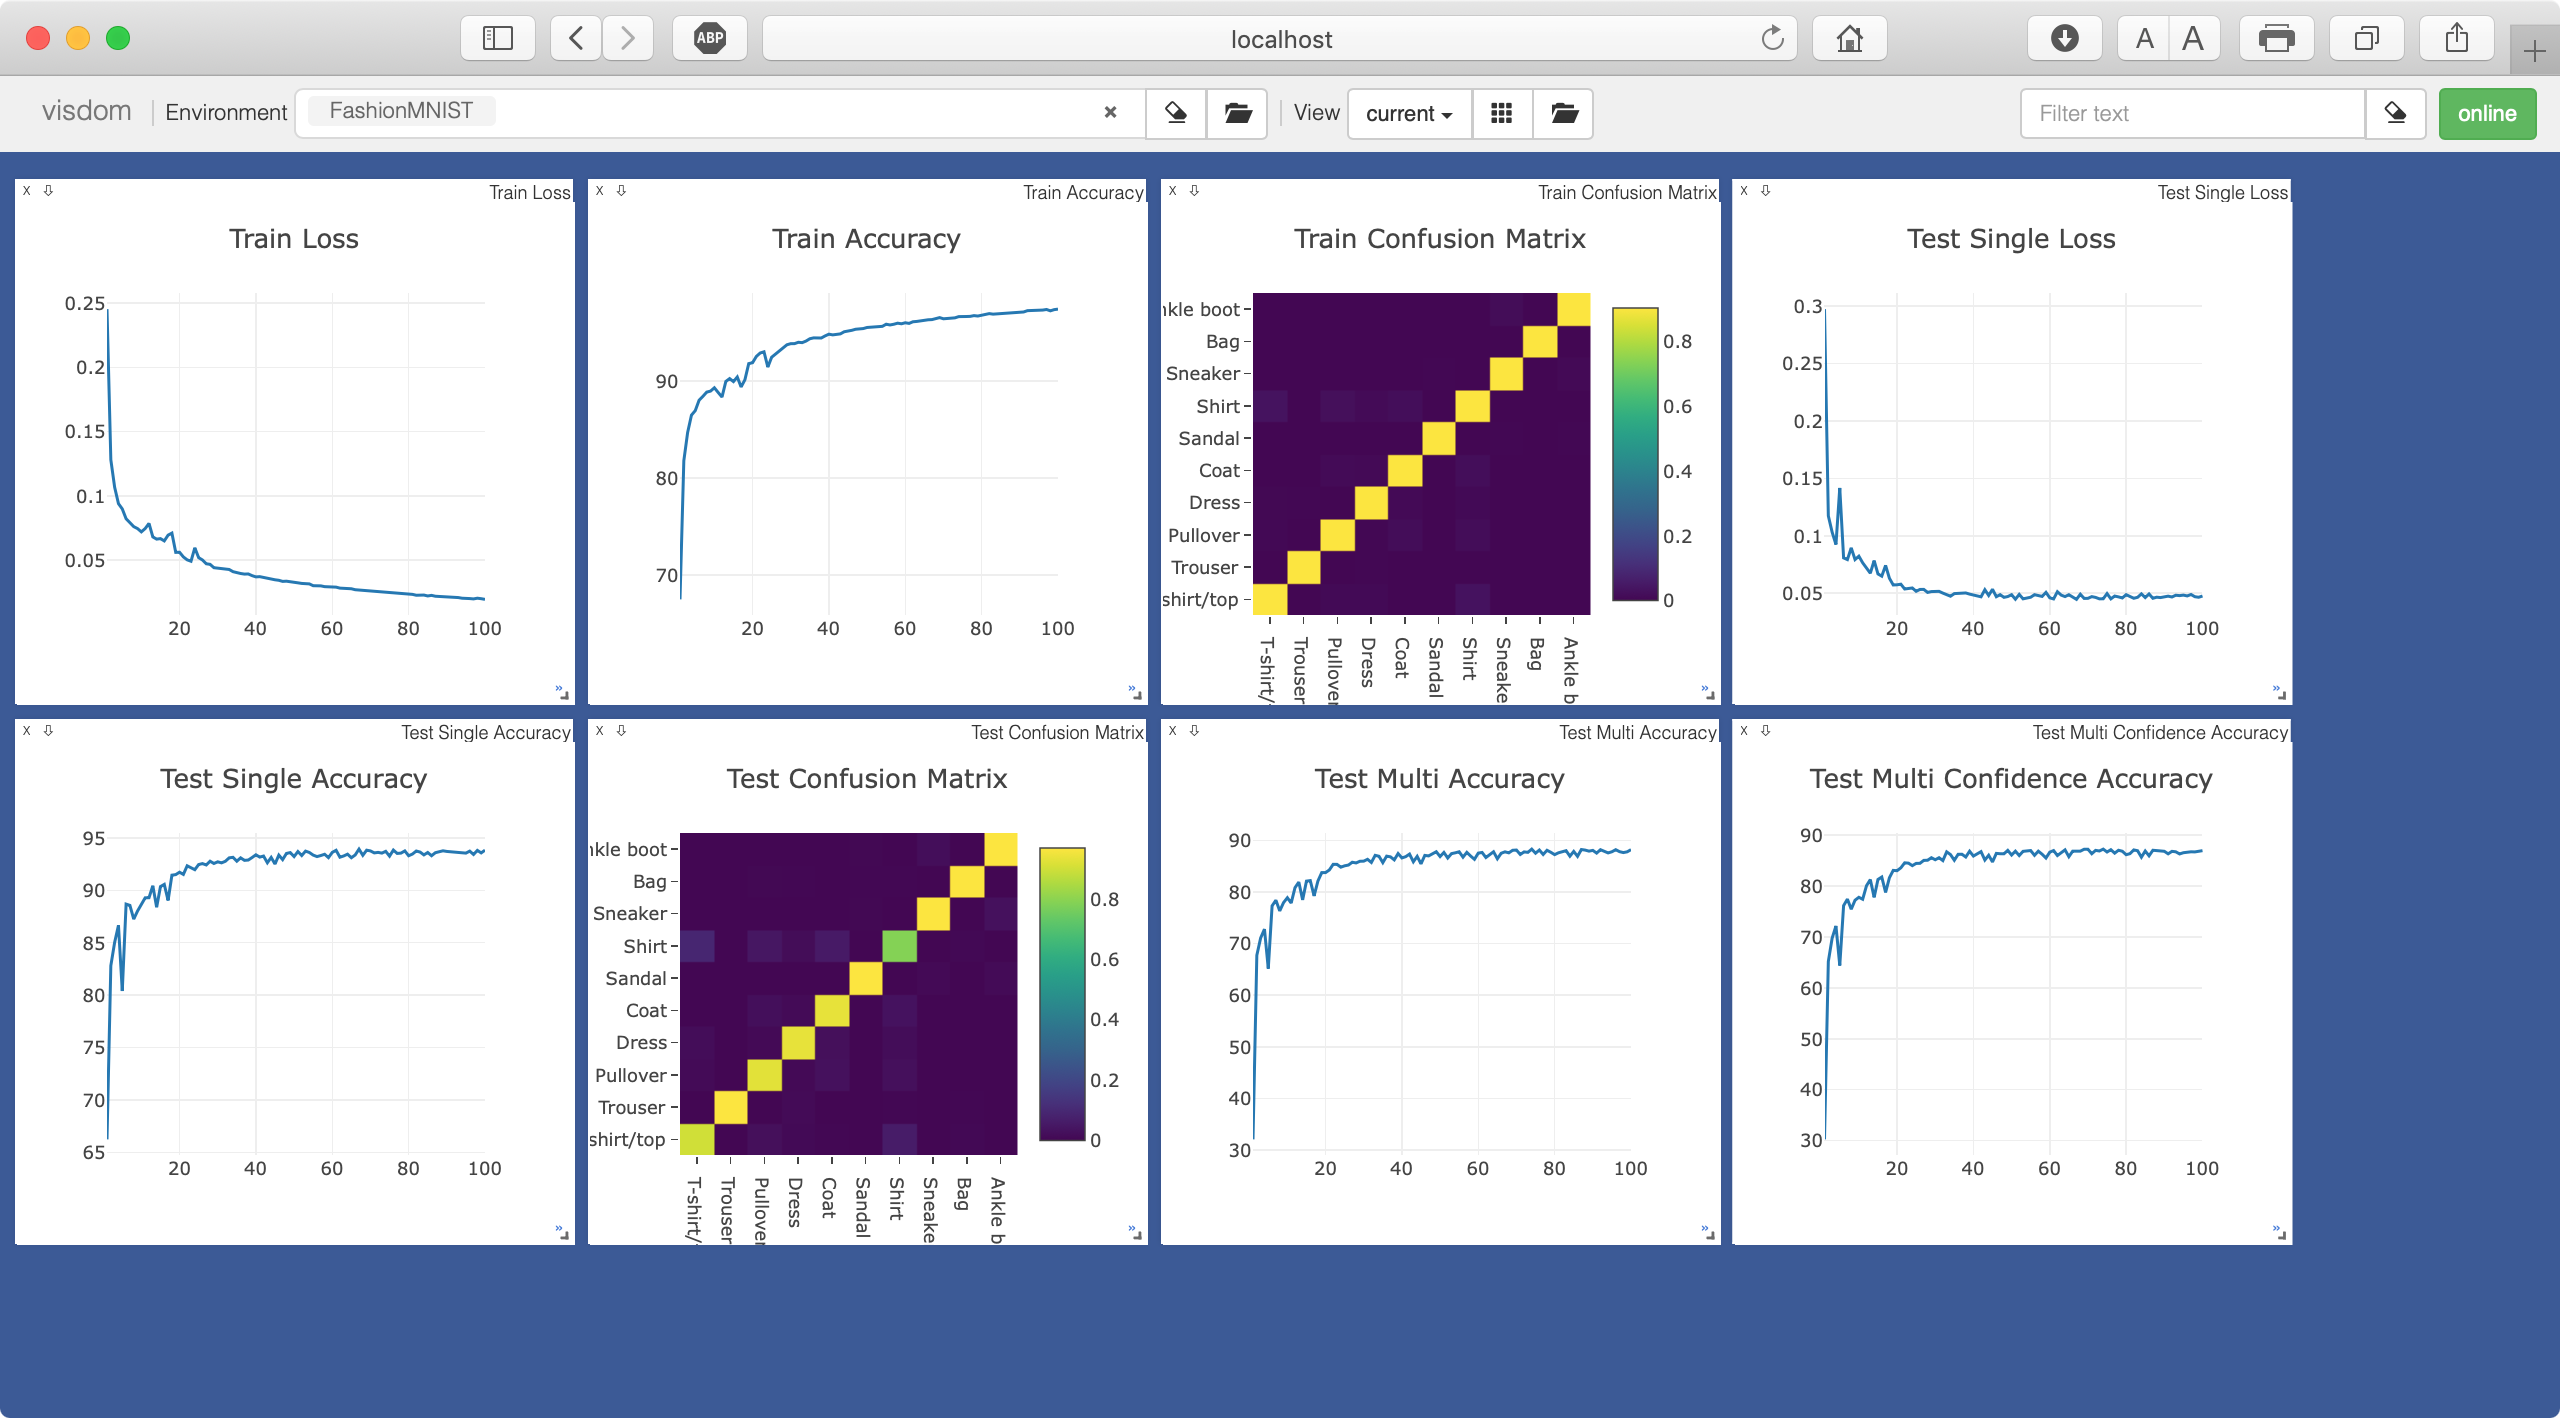 ABP
localhost
A A
visdom Environment FashionMNIST × View current Filter text online
X Train Loss
Train Loss
0.25
0.2
0.15
0.1
0.05
20 40 60 80 100
X Train Accuracy
Train Accuracy
90
80
70
20 40 60 80 100
X Train Confusion Matrix
Train Confusion Matrix
nkle boot
Bag
Sneaker
Shirt
Sandal
Coat
Dress
Pullover
Trouser
shirt/top
0.8
0.6
0.4
0.2
0
T-shirt/ Trouser Pullover Dress Coat Sandal Shirt Sneake Bag Ankle b
X Test Single Loss
Test Single Loss
0.3
0.25
0.2
0.15
0.1
0.05
20 40 60 80 100
X Test Single Accuracy
Test Single Accuracy
95
90
85
80
75
70
65
20 40 60 80 100
X Test Confusion Matrix
Test Confusion Matrix
nkle boot
Bag
Sneaker
Shirt
Sandal
Coat
Dress
Pullover
Trouser
shirt/top
0.8
0.6
0.4
0.2
0
T-shirt/ Trouser Pullover Dress Coat Sandal Shirt Sneake Bag Ankle b
X Test Multi Accuracy
Test Multi Accuracy
90
80
70
60
50
40
30
20 40 60 80 100
X Test Multi Confidence Accuracy
Test Multi Confidence Accuracy
90
80
70
60
50
40
30
20 40 60 80 100